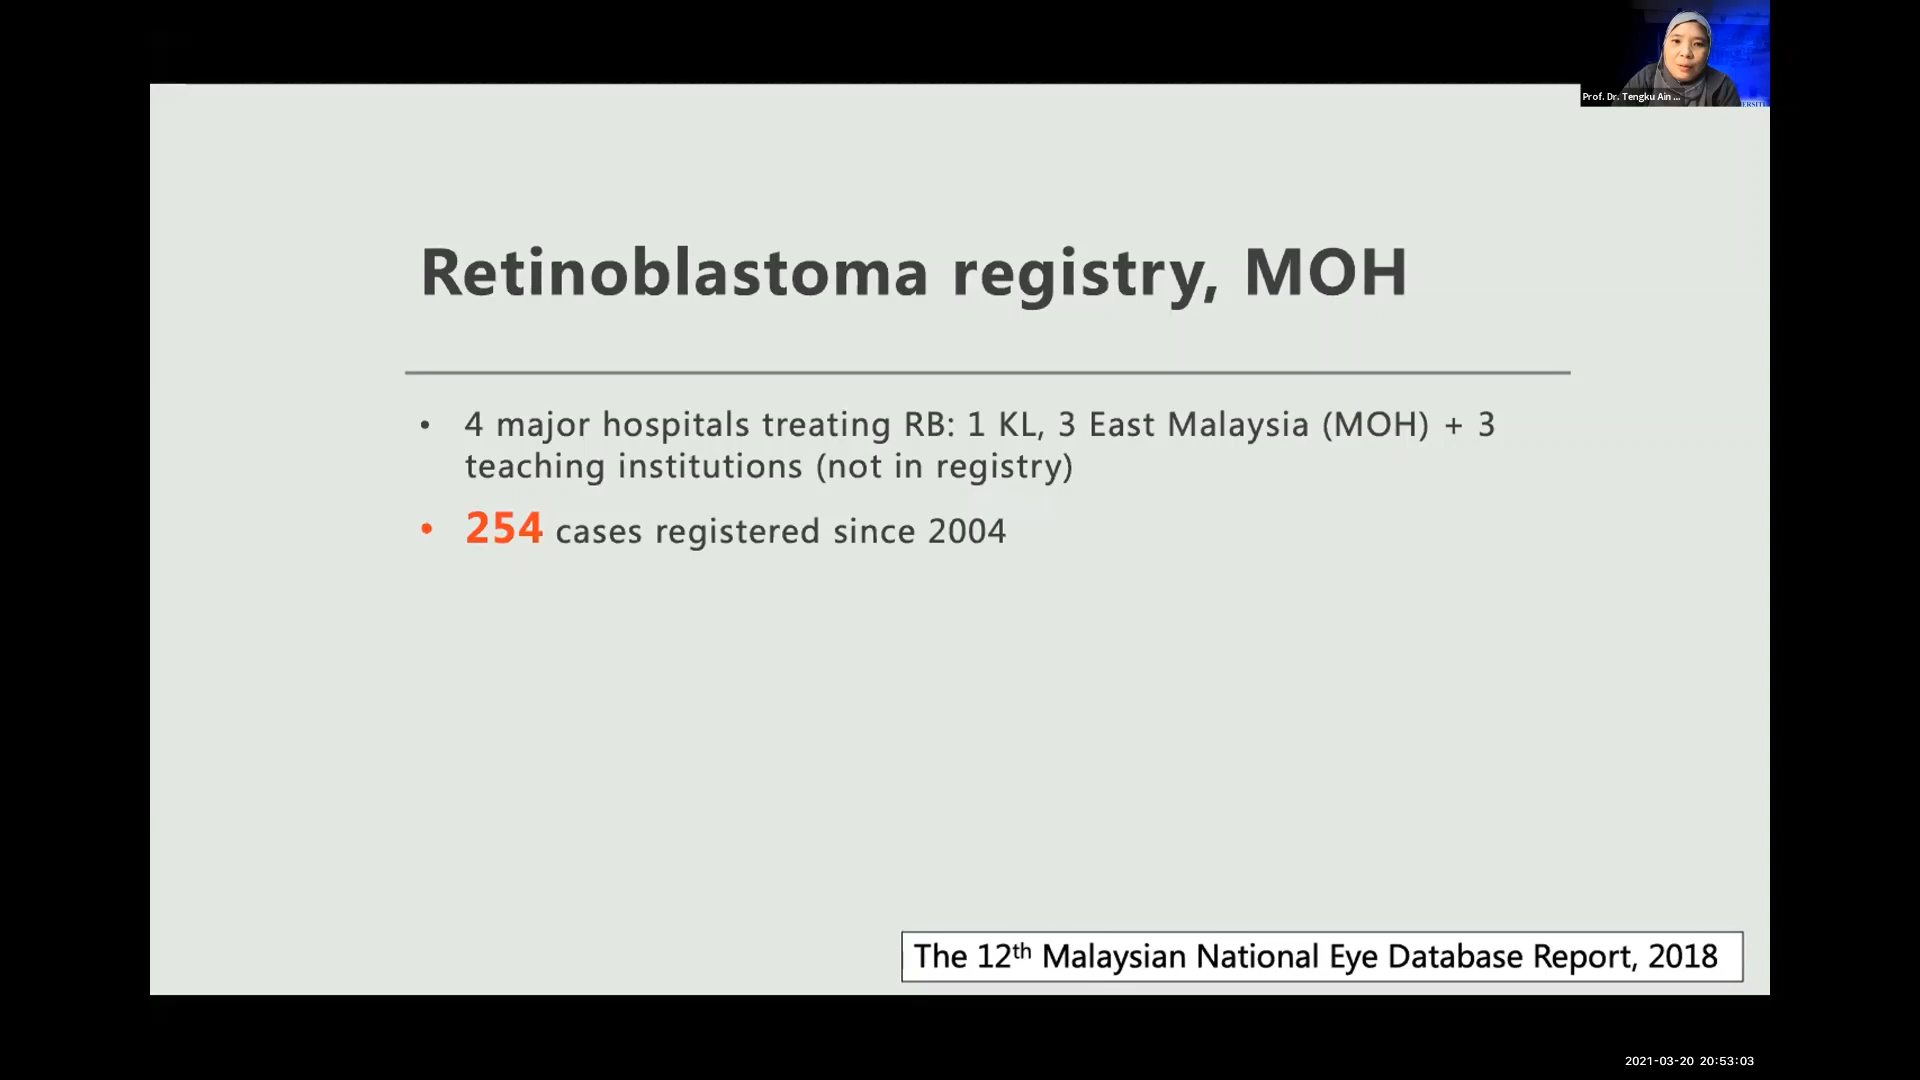 Prof. Dr. Tengku Ain ...
Retinoblastoma registry, MOH
• 4 major hospitals treating RB: 1 KL, 3 East Malaysia (MOH) + 3
teaching institutions (not in registry)
• 254 cases registered since 2004
The 12th Malaysian National Eye Database Report, 2018
2021-03-20 20:53:03